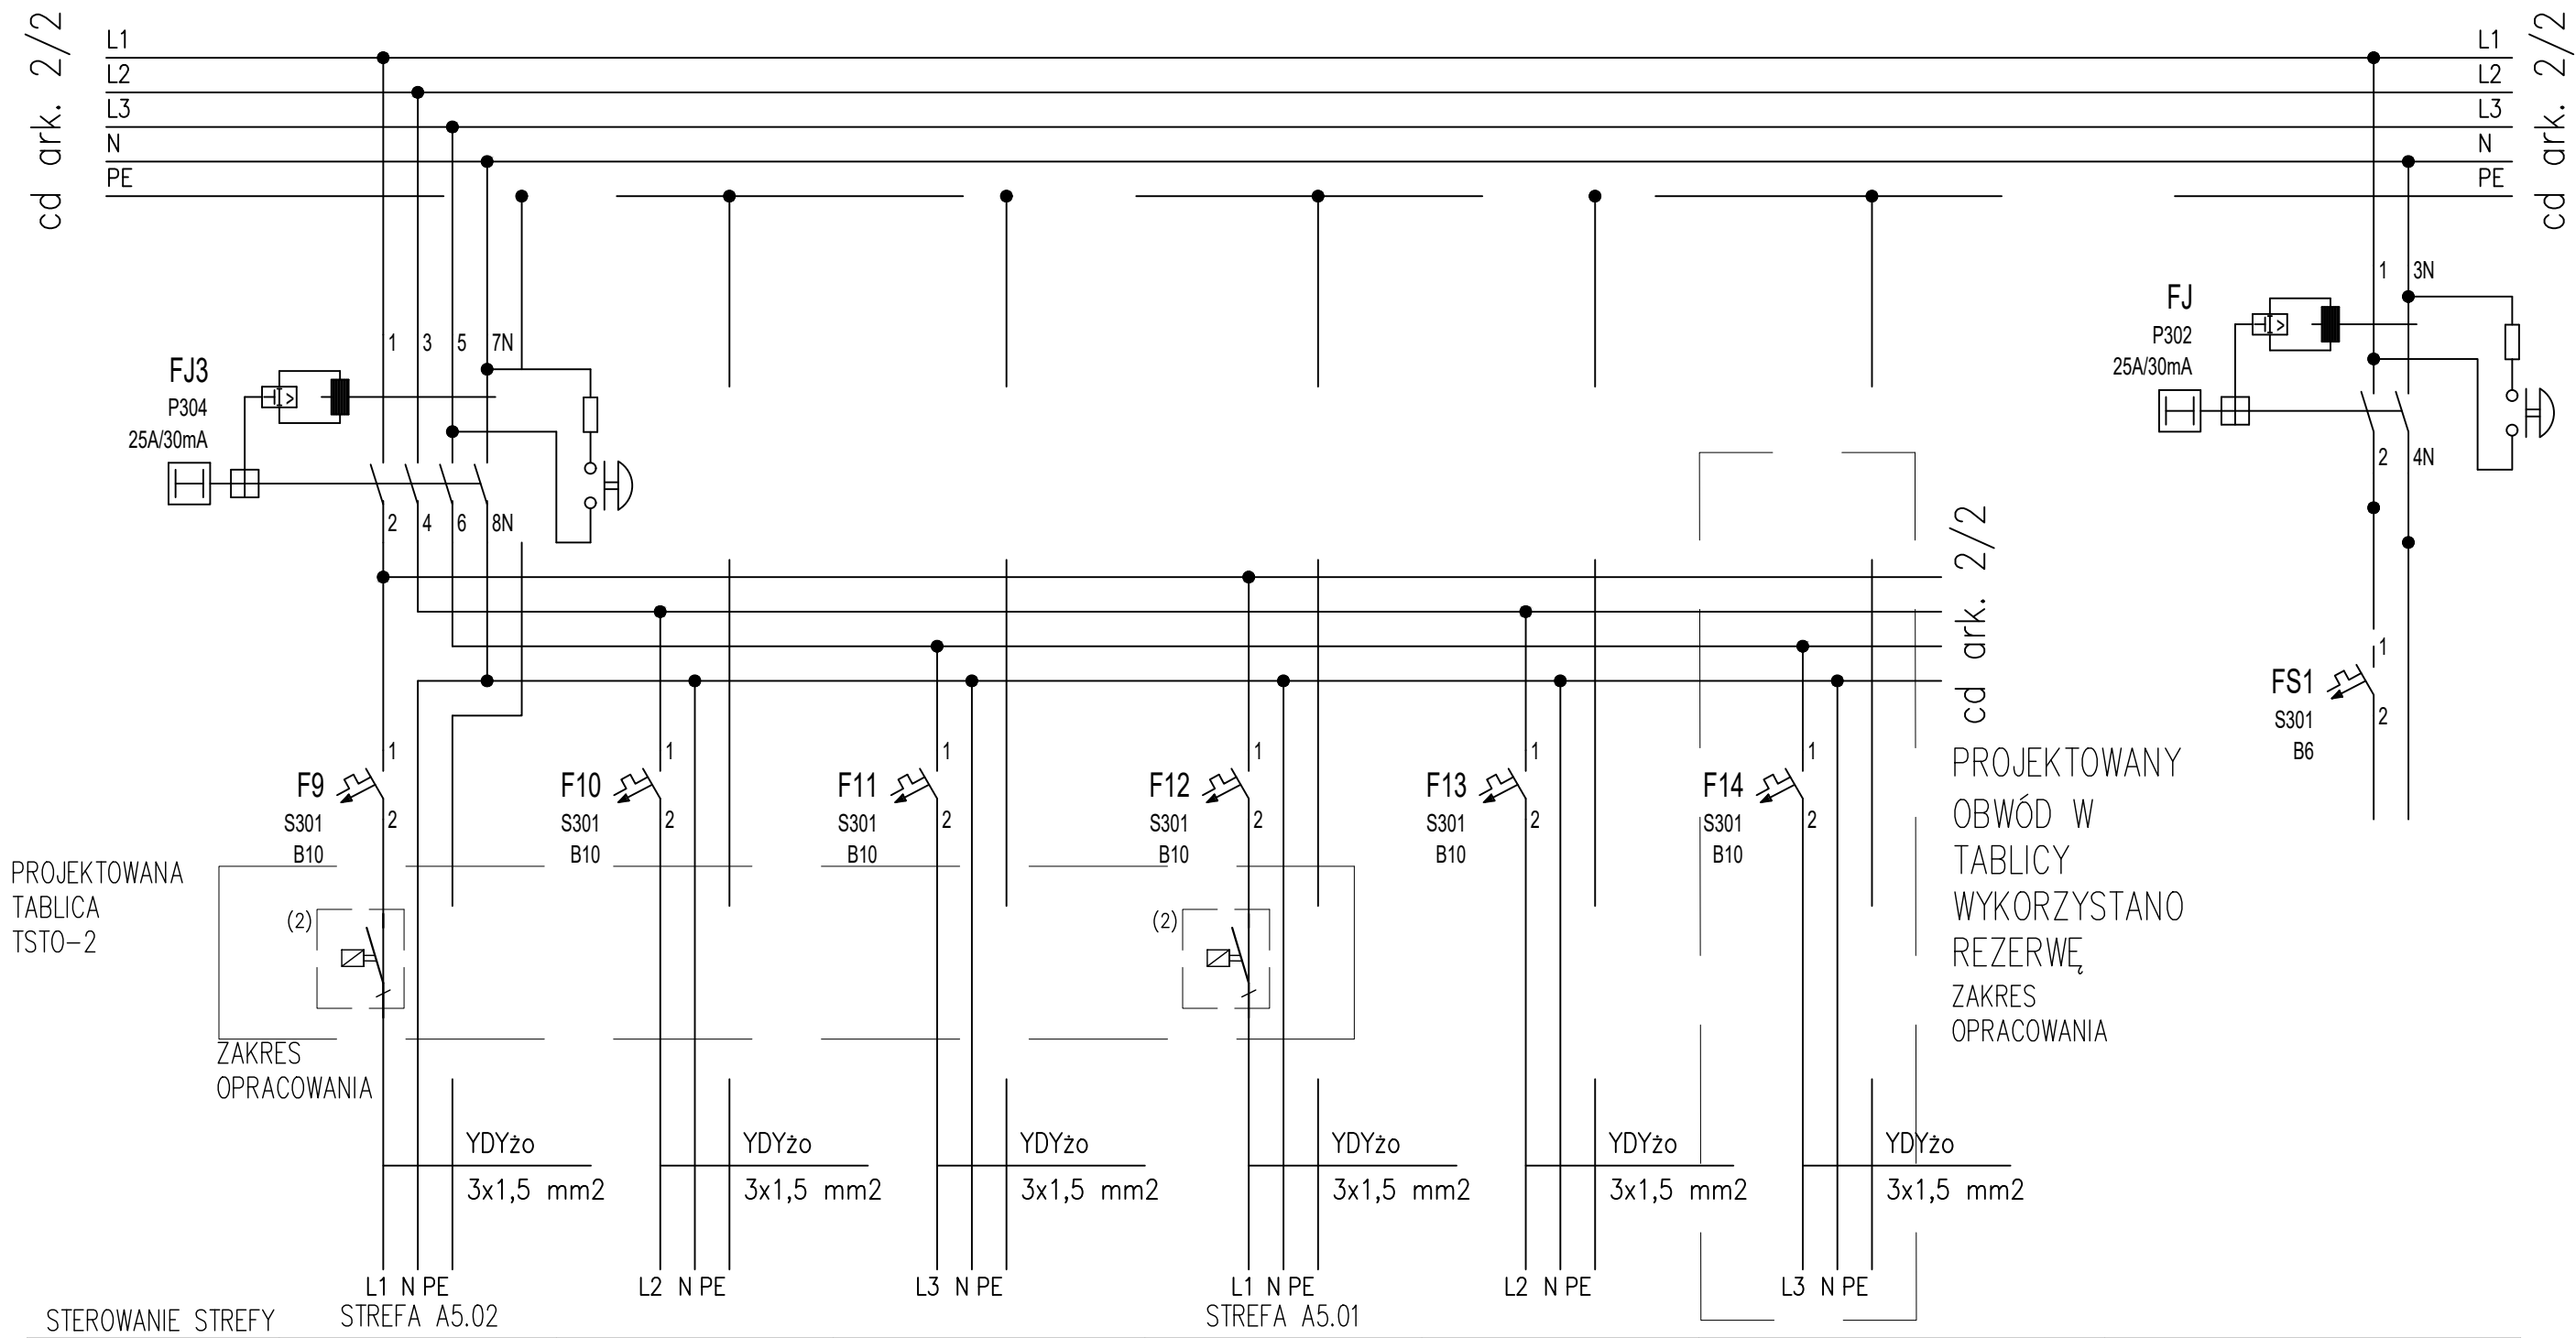 cd ark. 2/2
L1
L2
L3
N
PE
L1
L2
L3
N
PE
cd ark. 2/2
1
3
5
7N
FJ3
P304
25A/30mA
2
4
6
8N
1
3N
FJ
P302
25A/30mA
2
4N
cd ark. 2/2
1
FS1
S301
B6
2
1
F9
S301
B10
2
1
F10
S301
B10
2
1
F11
S301
B10
2
1
F12
S301
B10
2
1
F13
S301
B10
2
1
F14
S301
B10
2
PROJEKTOWANY
OBWÓD W
TABLICY
WYKORZYSTANO
REZERWĘ
ZAKRES
OPRACOWANIA
PROJEKTOWANA
TABLICA
TSTO-2
(2)
(2)
ZAKRES
OPRACOWANIA
YDYżo
3x1,5 mm2
YDYżo
3x1,5 mm2
YDYżo
3x1,5 mm2
YDYżo
3x1,5 mm2
YDYżo
3x1,5 mm2
YDYżo
3x1,5 mm2
L1 N PE
L2 N PE
L3 N PE
L1 N PE
L2 N PE
L3 N PE
STEROWANIE STREFY
STREFA A5.02
STREFA A5.01